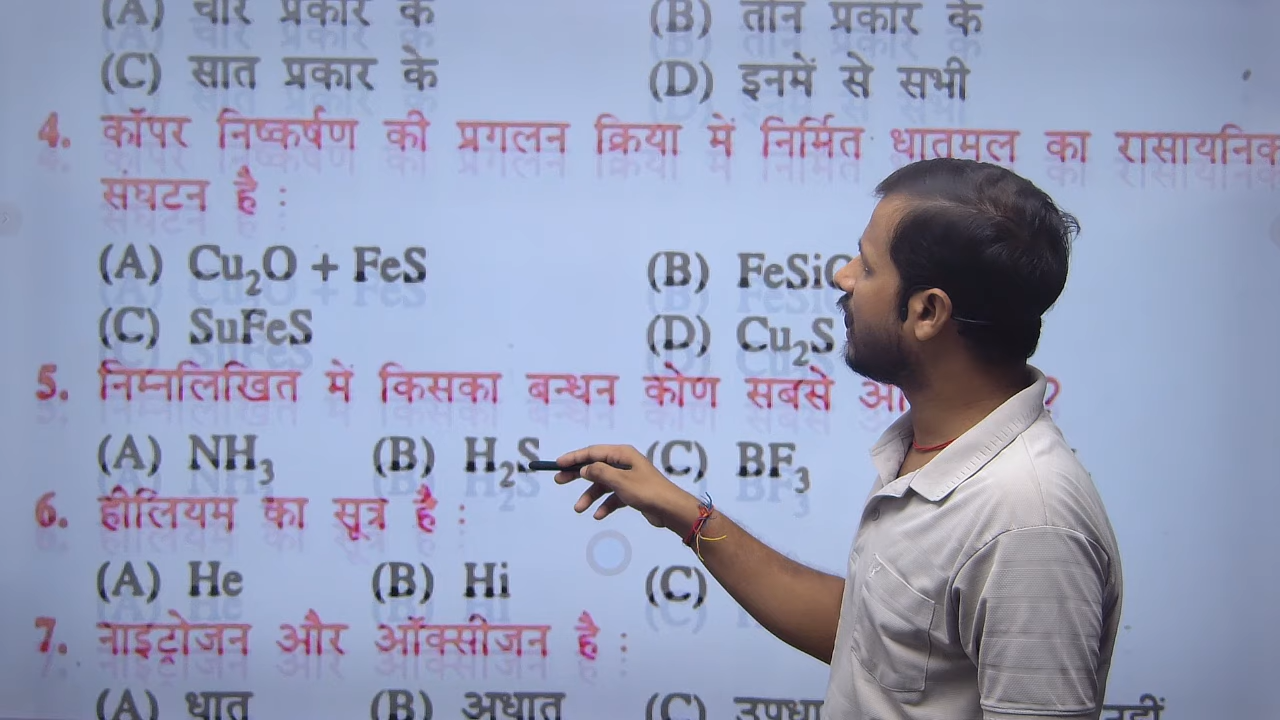 (A) चार प्रकार के (B) तीन प्रकार के
(C) सात प्रकार के (D) इनमें से सभी
4. कॉपर निष्कर्षण की प्रगलन क्रिया में निर्मित धातुमल का रासायनिक
संघटन है :
(A) Cu₂O + FeS (B) FeSi
(C) SuFeS (D) Cu₂S
5. निम्नलिखित में किसका बन्धन कोण सबसे ?
(A) NH₃ (B) H₂S (C) BF₃
6. हीलियम का सूत्र है :
(A) He (B) Hi (C)
7. नाइट्रोजन और ऑक्सीजन है :
(A) धातु (B) अधातु (C)